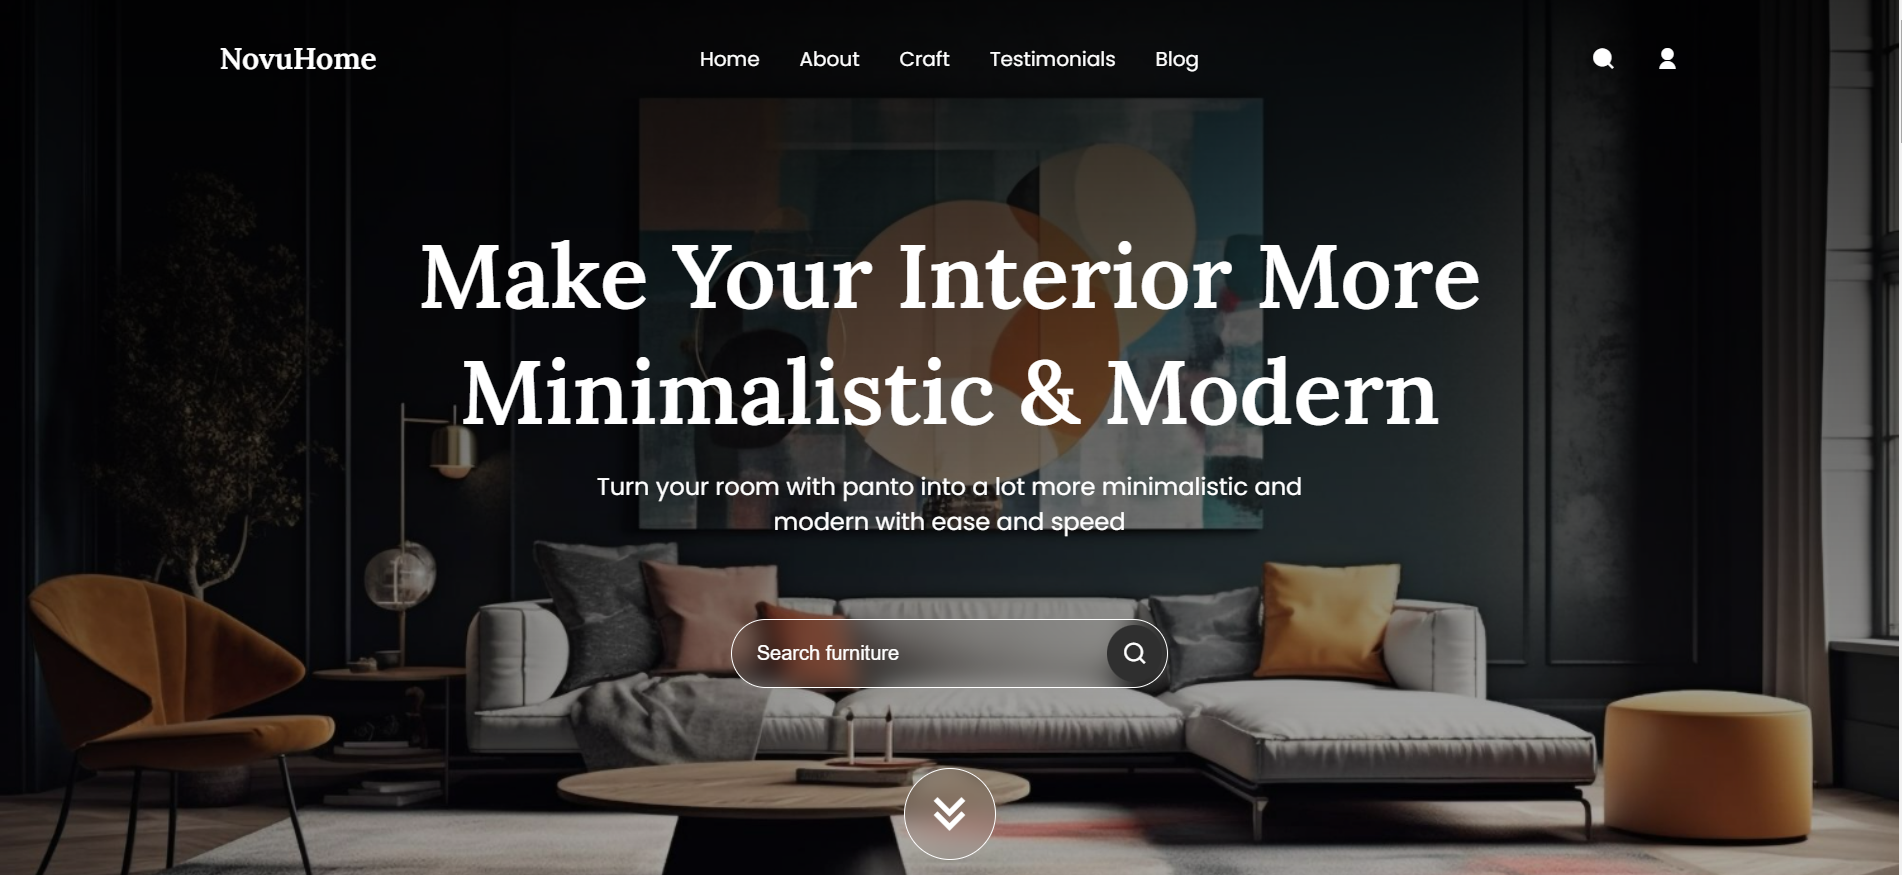 NovuHome
Home About Craft Testimonials Blog
Make Your Interior More
Minimalistic & Modern
Turn your room with panto into a lot more minimalistic and
modern with ease and speed
Search furniture